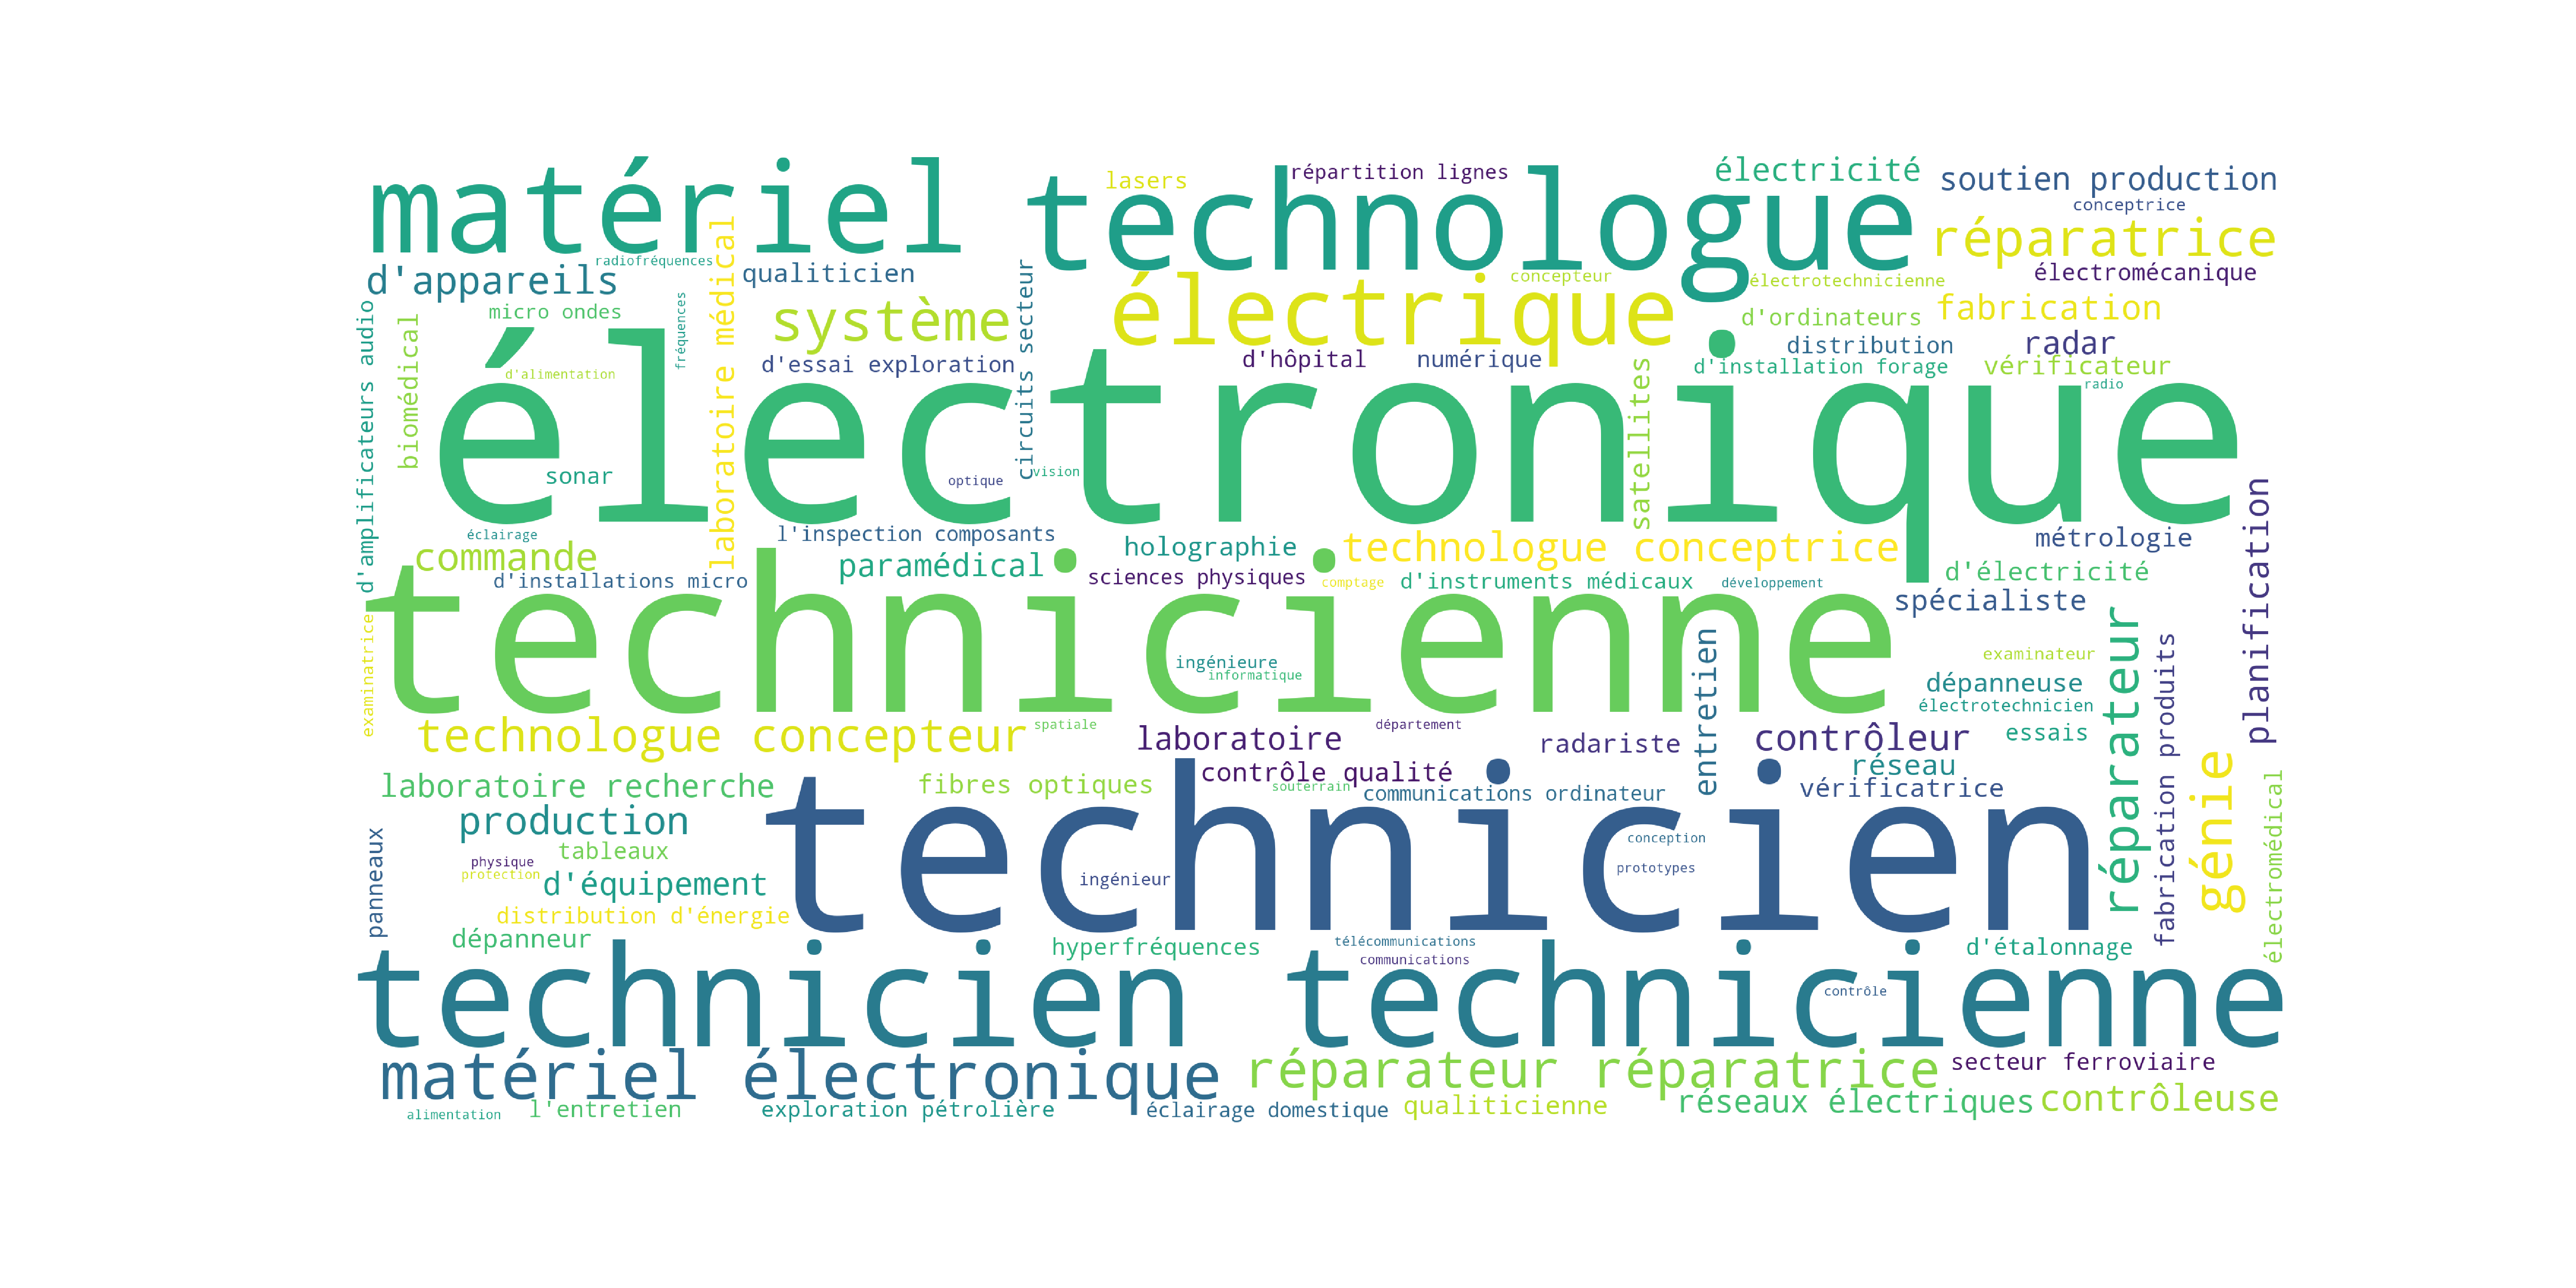 matériel
technologue
lasers
répartition lignes
électricité
soutien production
conceptrice
réparatrice
d'appareils
radiofréquences
laboratoire médical
qualiticien
circuits secteur
électrique
concepteur
électrotechnicienne
électromécanique
d'amplificateurs audio
biomédical
micro ondes
fréquences
système
d'ordinateurs
fabrication
d'essai exploration
d'hôpital
numérique
distribution
radar
d'installation forage
vérificateur
d'alimentation
satellites
radio
électronique
sonar
optique
vision
planification
éclairage
l'inspection composants
commande
holographie
technologue conceptrice
métrologie
paramédical
d'installations micro
sciences physiques
comptage
d'instruments médicaux
développement
d'électricité
spécialiste
technicienne
examinatrice
ingénieure
informatique
entretien
examinateur
réparateur
fabrication produits
dépanneuse
électrotechnicien
technologue concepteur
spatiale
laboratoire
département
radariste
contrôleur
essais
génie
électromédical
laboratoire recherche
fibres optiques
contrôle qualité
souterrain
communications ordinateur
réseau
vérificatrice
production
technicien
panneaux
tableaux
physique
protection
d'équipement
ingénieur
conception
prototypes
distribution d'énergie
dépanneur
hyperfréquences
télécommunications
communications
d'étalonnage
technicien technicienne
contrôle
matériel électronique
réparateur réparatrice
secteur ferroviaire
alimentation
l'entretien
exploration pétrolière
éclairage domestique
qualiticienne
réseaux électriques
contrôleuse